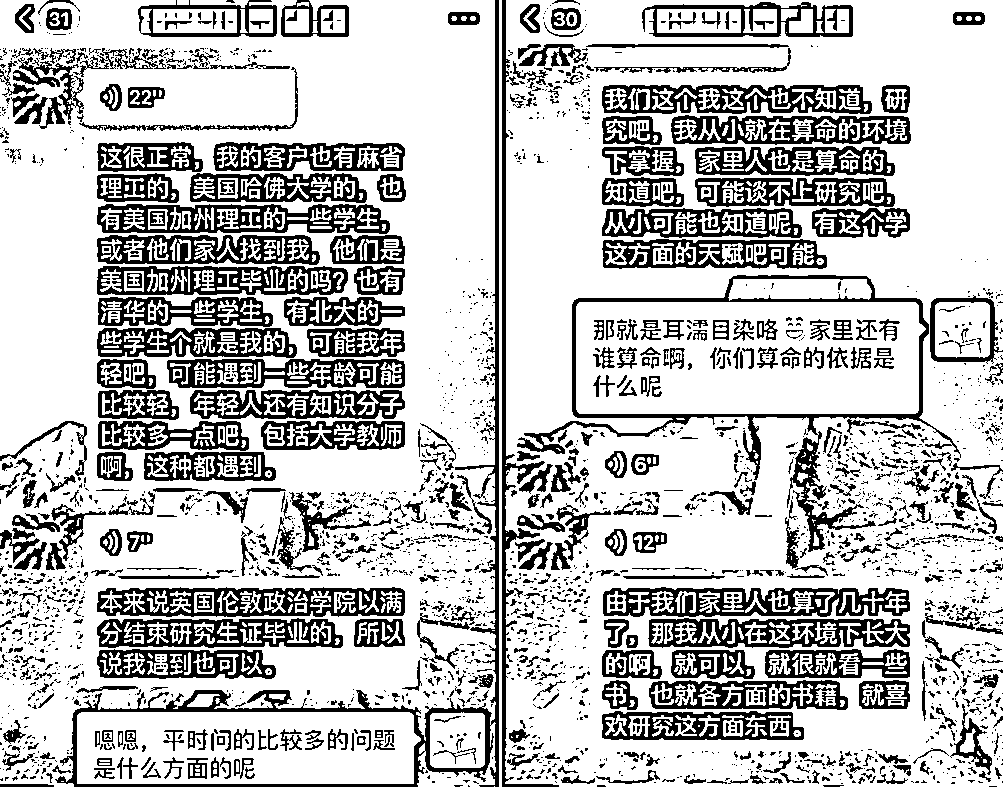 31
22"
这很正常，我的客户也有麻省
理工的，美国哈佛大学的，也
有美国加州理工的一些学生，
或者他们家人找到我，他们是
美国加州理工毕业的吗？也有
清华的一些学生，有北大的一
些学生个就是我的，可能我年
轻吧，可能遇到一些年龄可能
比较轻，年轻人还有知识分子
比较多一点吧，包括大学教师
啊，这种都遇到。
7"
本来说英国伦敦政治学院以满
分结束研究生证毕业的，所以
说我遇到也可以。
嗯嗯，平时问的比较多的问题
是什么方面的呢
30
我们这个我这个也不知道，研
究吧，我从小就在算命的环境
下掌握，家里人也是算命的，
知道吧，可能谈不上研究吧，
从小可能也知道呢，有这个学
这方面的天赋吧可能。
那就是耳濡目染咯😄家里还有
谁算命啊，你们算命的依据是
什么呢
6"
12"
由于我们家里人也算了几十年
了，那我从小在这环境下长大
的啊，就可以，就很就看一些
书，也就各方面的书籍，就喜
欢研究这方面东西。